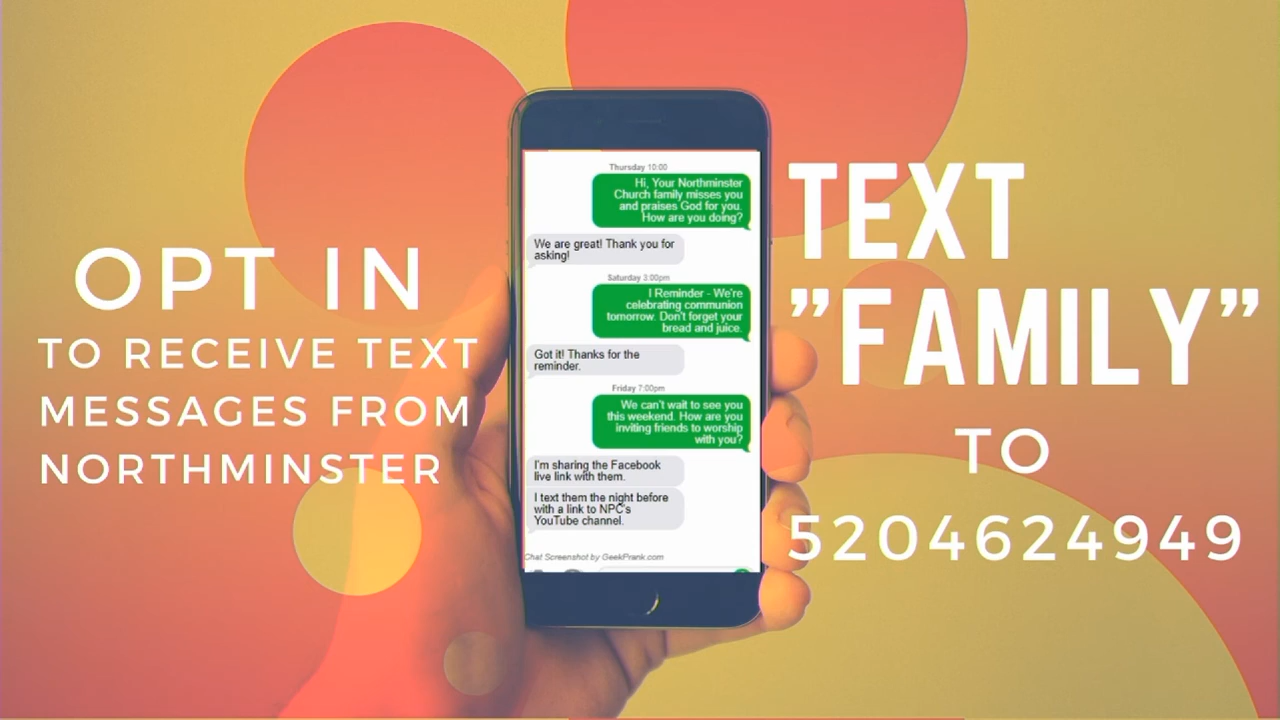 OPT IN
TO RECEIVE TEXT
MESSAGES FROM
NORTHMINSTER
Thursday 10:00
Hi, Your Northminster
Church family misses you
and praises God for you.
How are you doing?
We are great! Thank you for
asking!
Saturday 3:00pm
I Reminder - We're
celebrating communion
tomorrow. Don't forget your
bread and juice.
Got it! Thanks for the
reminder.
Friday 7:00pm
We can't wait to see you
this weekend. How are you
inviting friends to worship
with you?
I'm sharing the Facebook
live link with them.
I text them the night before
with a link to NPC's
YouTube channel.
Chat Screenshot by GeekPrank.com
TEXT
"FAMILY"
TO
5204624949